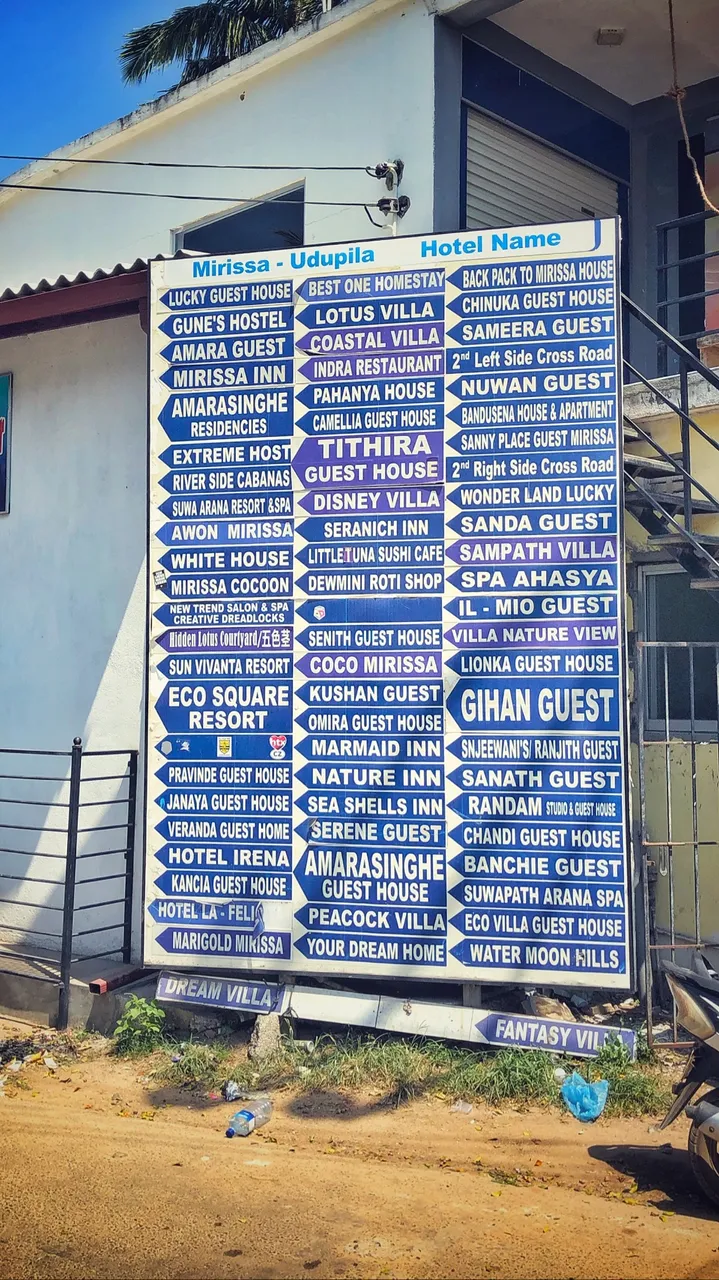 Mirissa - Udupila Hotel Name
LUCKY GUEST HOUSE
GUNE'S HOSTEL
AMARA GUEST
MIRISSA INN
AMARASINGHE
RESIDENCIES
EXTREME HOST
RIVER SIDE CABANAS
SUWA ARANA RESORT &SPA
AWON MIRISSA
WHITE HOUSE
MIRISSA COCOON
NEW TREND SALON & SPA
CREATIVE DREADLOCKS
Hidden Lotus Courtyard/五色茎
SUN VIVANTA RESORT
ECO SQUARE
RESORT
PRAVINDE GUEST HOUSE
JANAYA GUEST HOUSE
VERANDA GUEST HOME
HOTEL IRENA
KANCIA GUEST HOUSE
HOTEL LA - FELI
MARIGOLD MIRISSA
BEST ONE HOMESTAY
LOTUS VILLA
COASTAL VILLA
INDRA RESTAURANT
PAHANYA HOUSE
CAMELLIA GUEST HOUSE
TITHIRA
GUEST HOUSE
DISNEY VILLA
SERANICH INN
LITTLE TUNA SUSHI CAFE
DEWMINI ROTI SHOP
SENITH GUEST HOUSE
COCO MIRISSA
KUSHAN GUEST
OMIRA GUEST HOUSE
MARMAID INN
NATURE INN
SEA SHELLS INN
SERENE GUEST
AMARASINGHE
GUEST HOUSE
PEACOCK VILLA
YOUR DREAM HOME
BACK PACK TO MIRISSA HOUSE
CHINUKA GUEST HOUSE
SAMEERA GUEST
2nd Left Side Cross Road
NUWAN GUEST
BANDUSENA HOUSE & APARTMENT
SANNY PLACE GUEST MIRISSA
2nd Right Side Cross Road
WONDER LAND LUCKY
SANDA GUEST
SAMPATH VILLA
SPA AHASYA
IL - MIO GUEST
VILLA NATURE VIEW
LIONKA GUEST HOUSE
GIHAN GUEST
SNJEEWANI'S/ RANJITH GUEST
SANATH GUEST
RANDAM STUDIO & GUEST HOUSE
CHANDI GUEST HOUSE
BANCHIE GUEST
SUWAPATH ARANA SPA
ECO VILLA GUEST HOUSE
WATER MOON HILLS
DREAM VILLA
FANTASY VIL